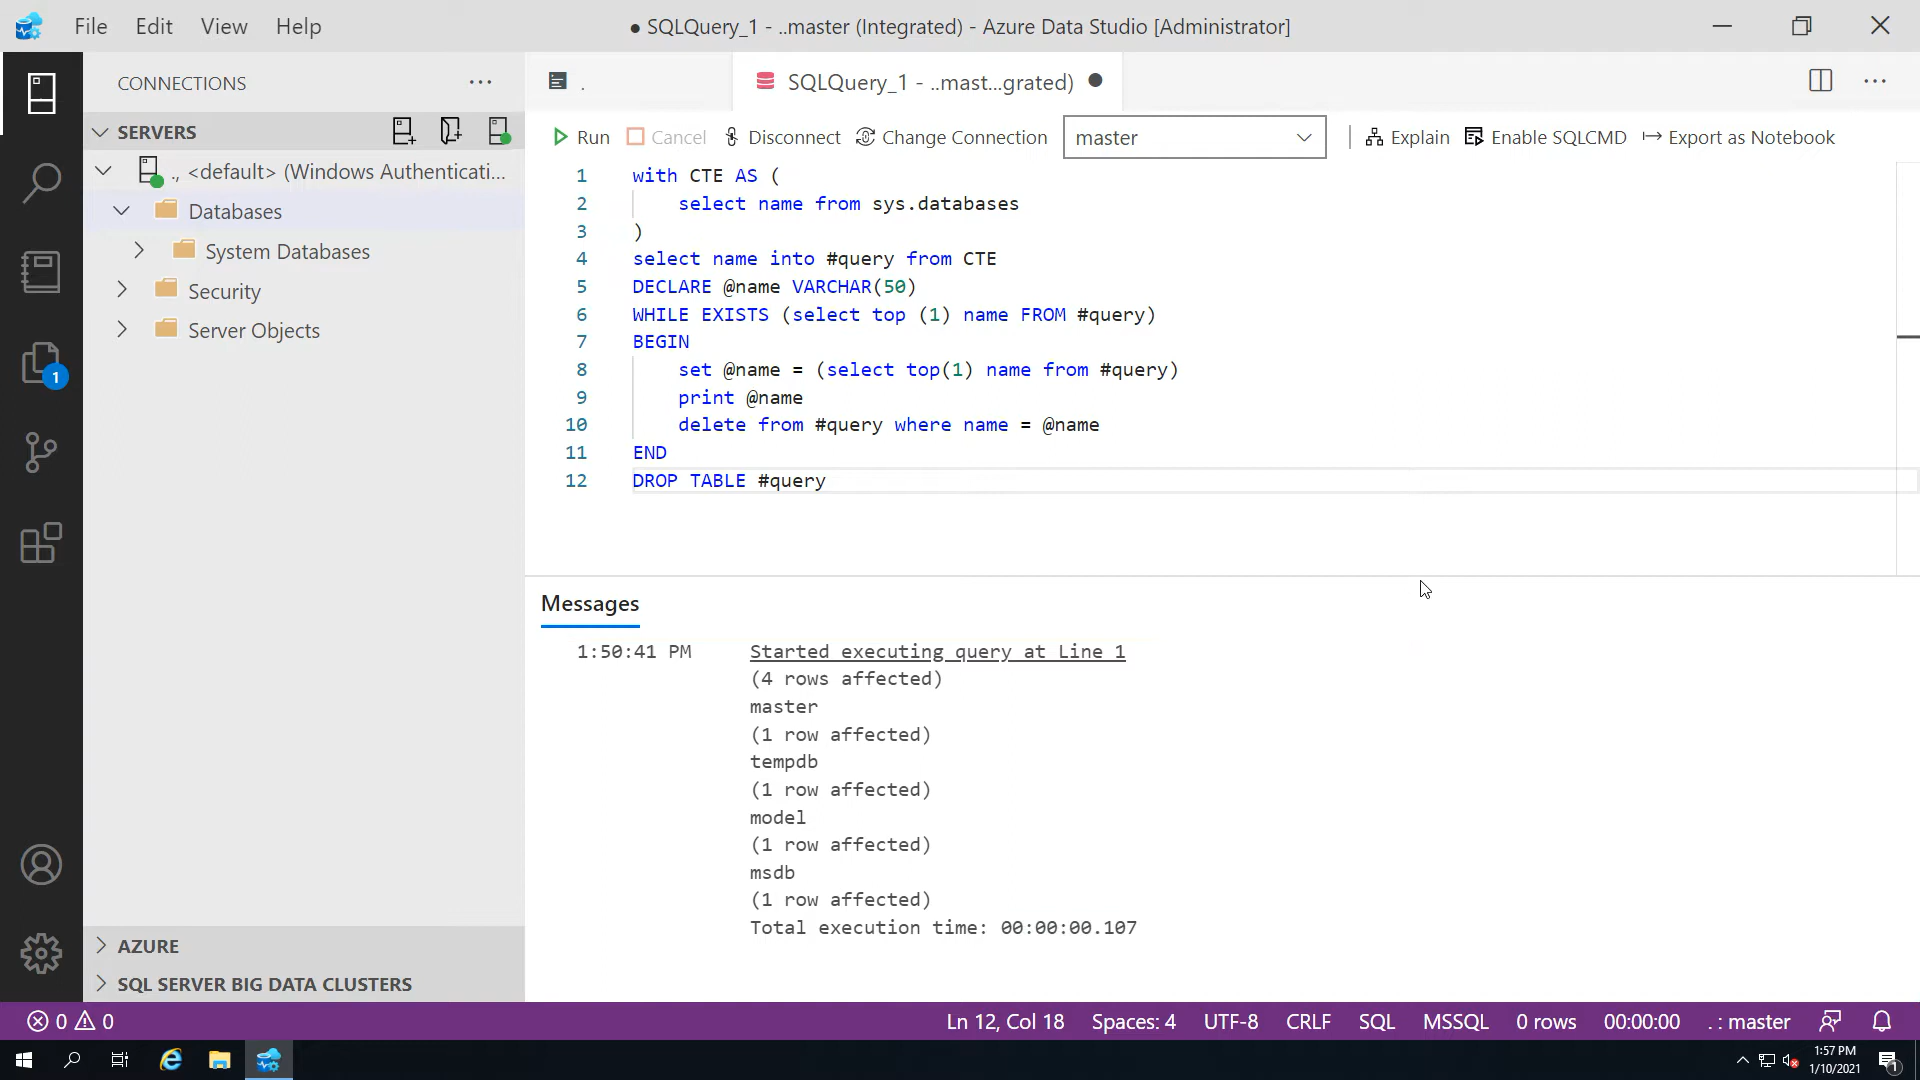 File Edit View Help
● SQLQuery_1 - ..master (Integrated) - Azure Data Studio [Administrator]
CONNECTIONS ···
SERVERS
., <default> (Windows Authenticati...
Databases
System Databases
Security
Server Objects
1
AZURE
SQL SERVER BIG DATA CLUSTERS
.
SQLQuery_1 - ..mast...grated) ●
Run Cancel Disconnect Change Connection master Explain Enable SQLCMD Export as Notebook
1 with CTE AS (
2 select name from sys.databases
3 )
4 select name into #query from CTE
5 DECLARE @name VARCHAR(50)
6 WHILE EXISTS (select top (1) name FROM #query)
7 BEGIN
8 set @name = (select top(1) name from #query)
9 print @name
10 delete from #query where name = @name
11 END
12 DROP TABLE #query
Messages
1:50:41 PM Started executing query at Line 1
(4 rows affected)
master
(1 row affected)
tempdb
(1 row affected)
model
(1 row affected)
msdb
(1 row affected)
Total execution time: 00:00:00.107
0 0 Ln 12, Col 18 Spaces: 4 UTF-8 CRLF SQL MSSQL 0 rows 00:00:00 . : master
1:57 PM
1/10/2021
1